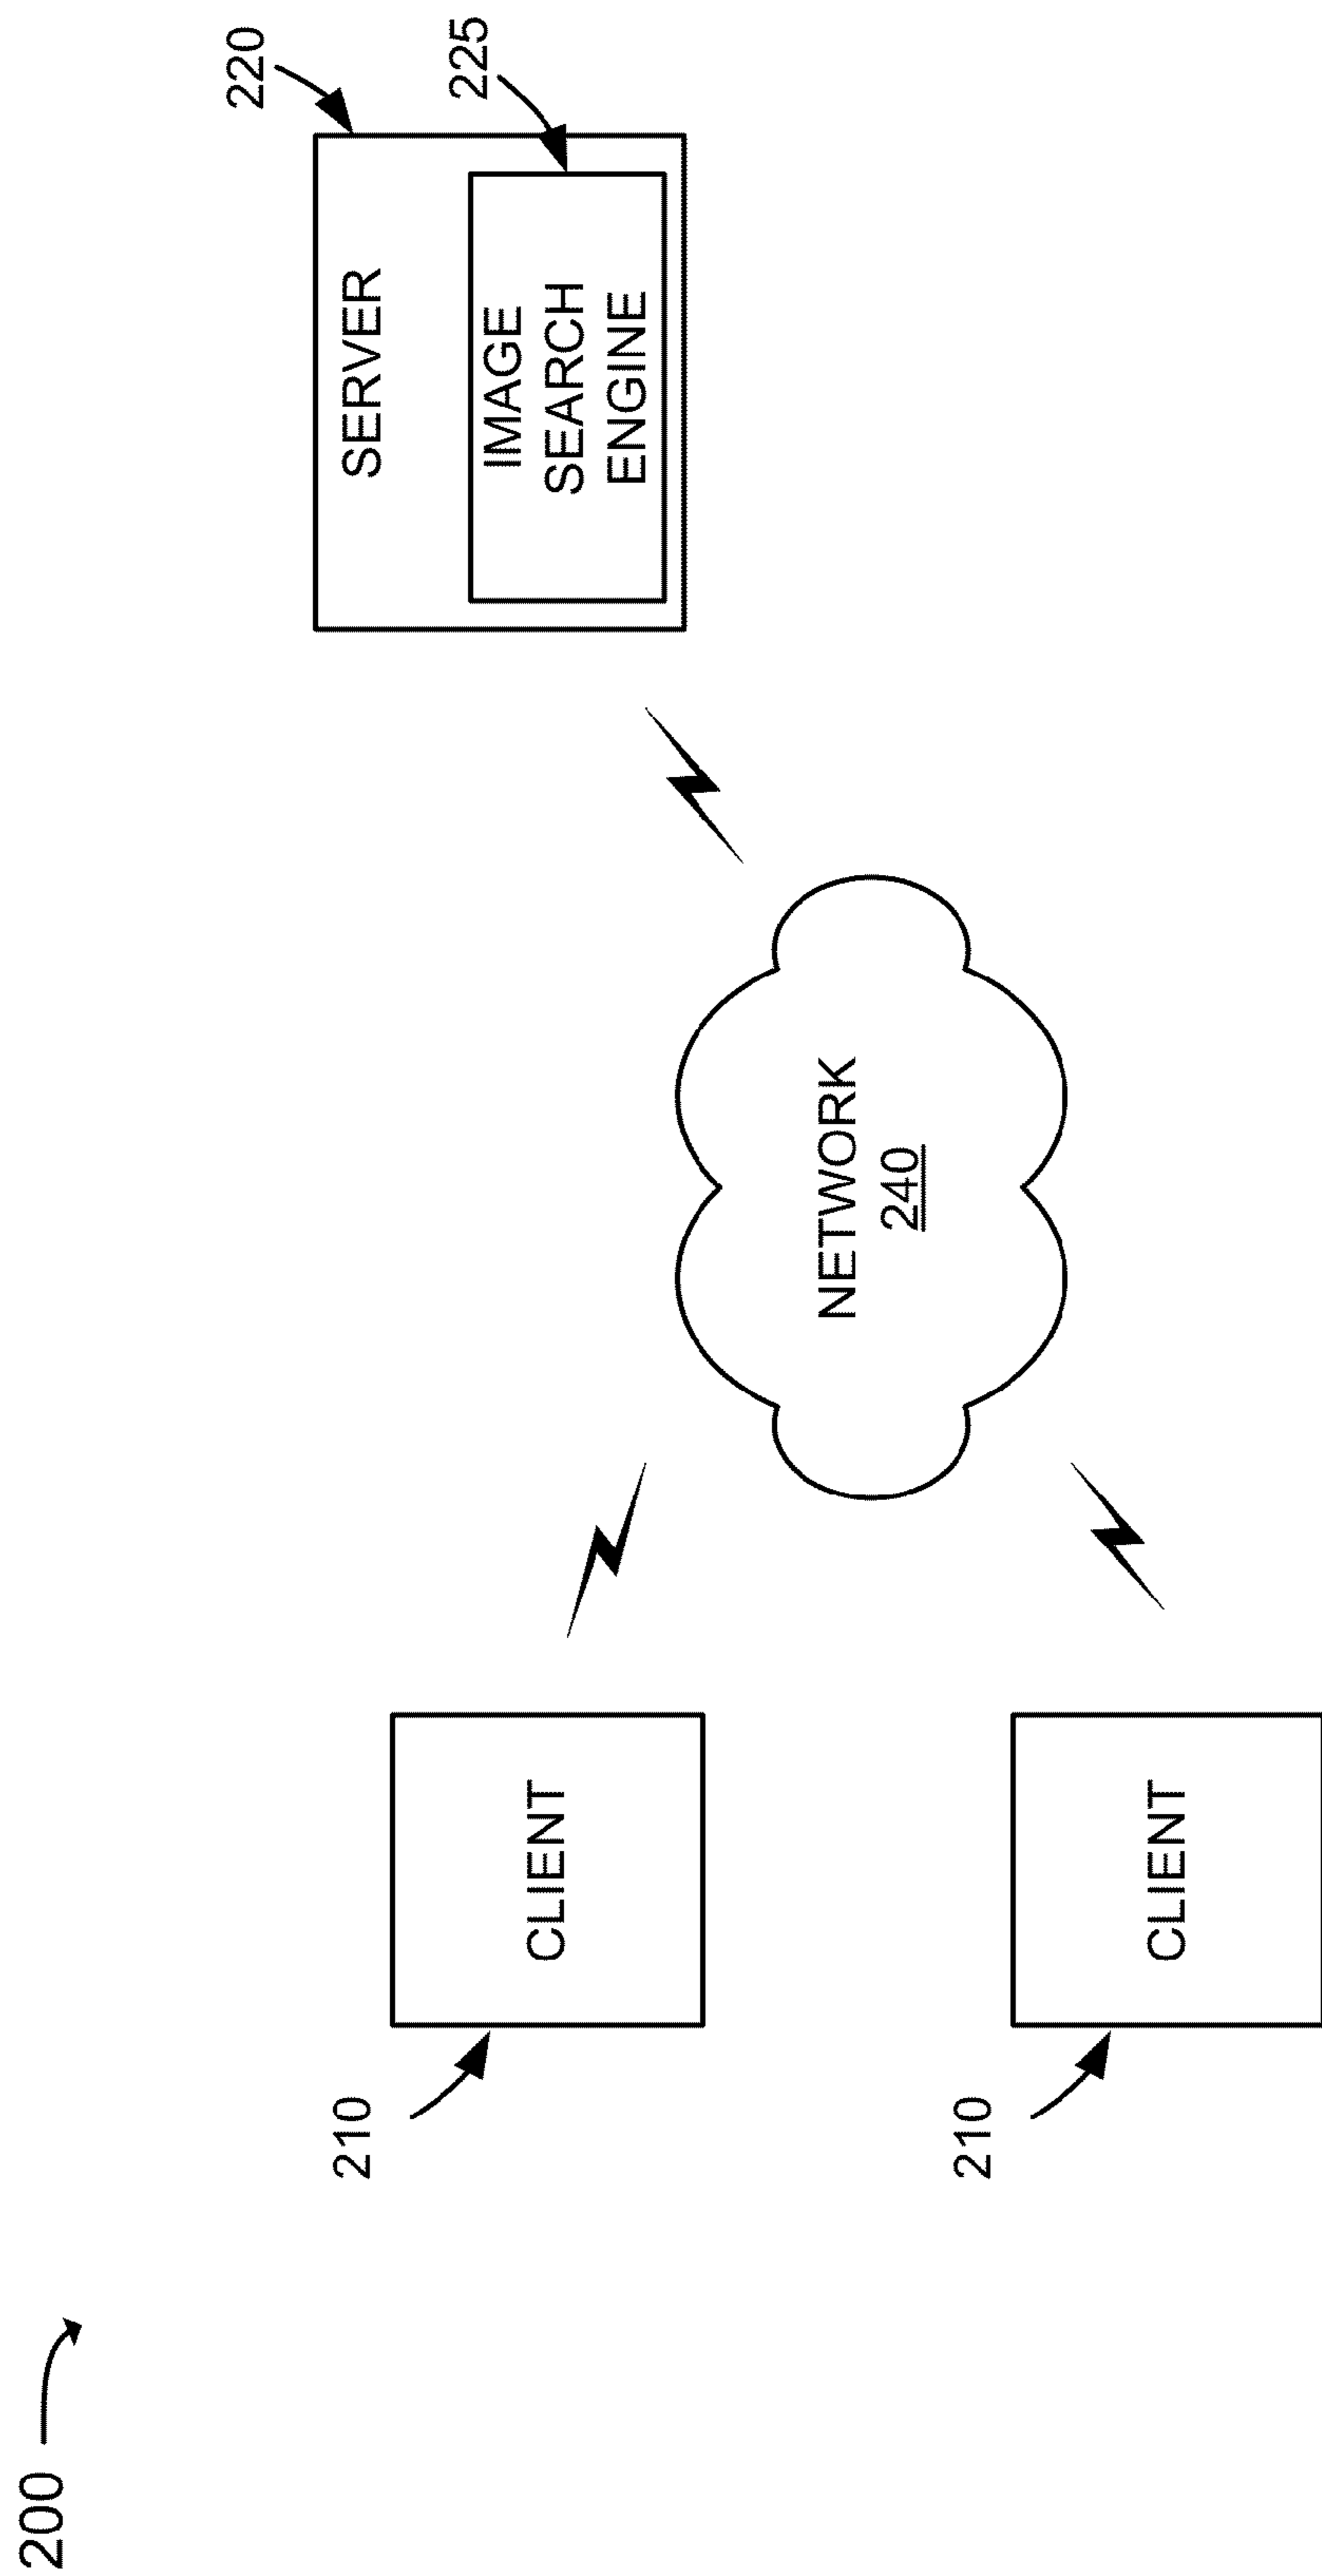 200
210
CLIENT
210
CLIENT
NETWORK
240
220
SERVER
225
IMAGE
SEARCH
ENGINE